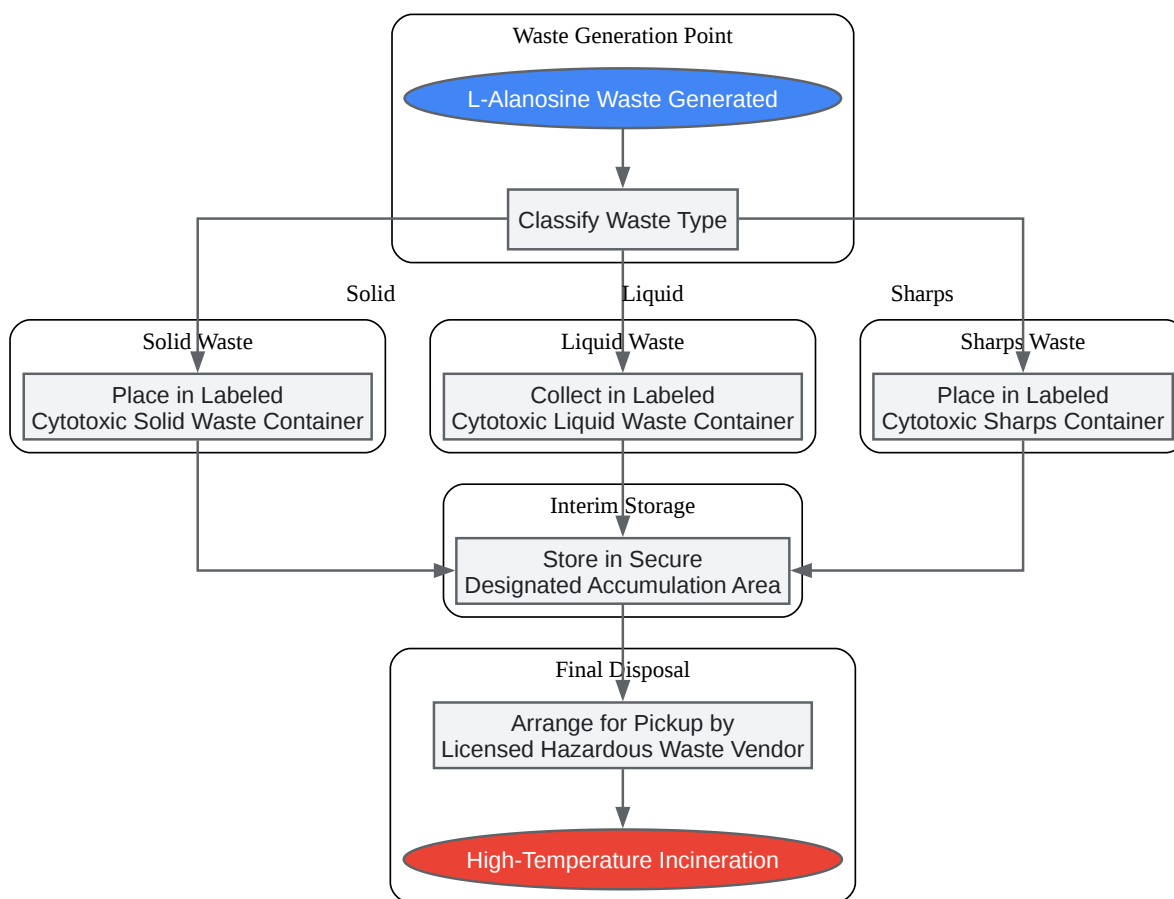 Waste Generation Point
L-Alanosine Waste Generated
Classify Waste Type
Solid
Liquid
Sharps
Solid Waste
Liquid Waste
Sharps Waste
Place in Labeled
Cytotoxic Solid Waste Container
Collect in Labeled
Cytotoxic Liquid Waste Container
Place in Labeled
Cytotoxic Sharps Container
Interim Storage
Store in Secure
Designated Accumulation Area
Final Disposal
Arrange for Pickup by
Licensed Hazardous Waste Vendor
High-Temperature Incineration